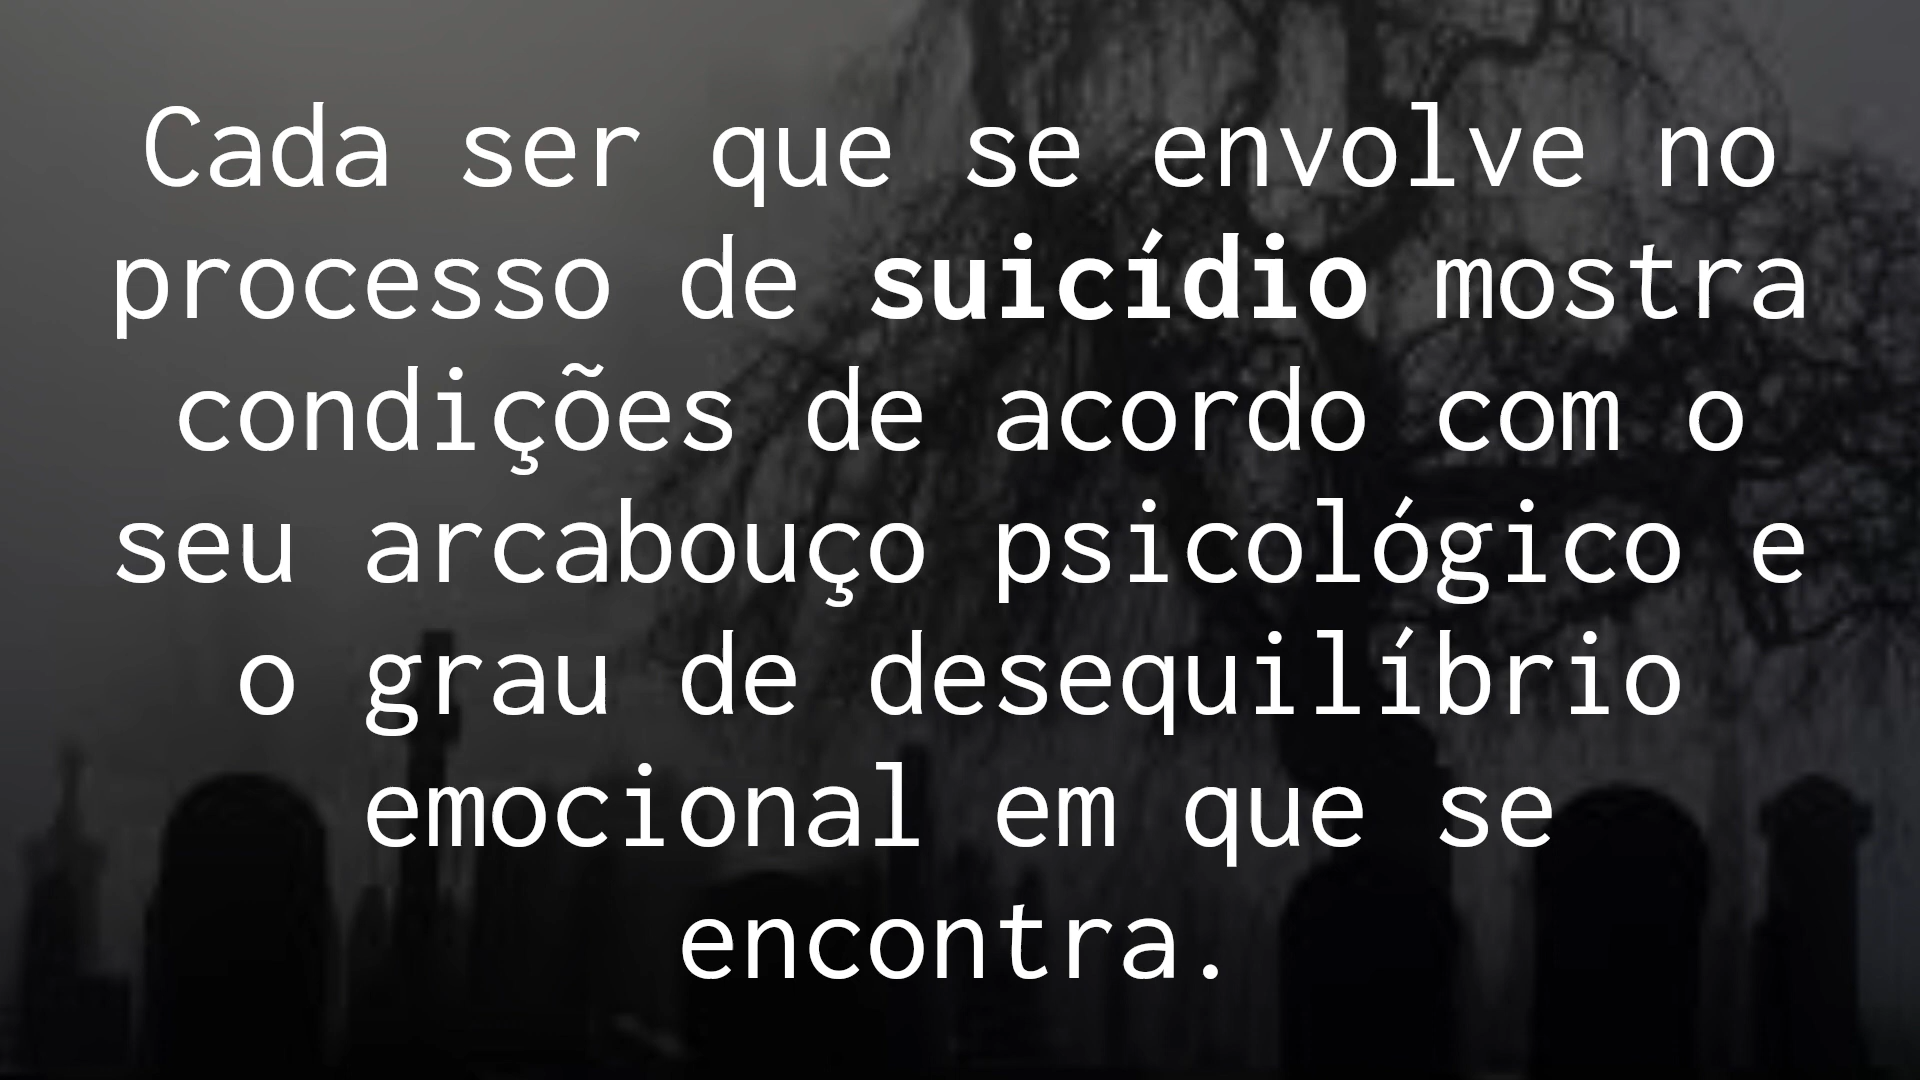 Cada ser que se envolve no
processo de suicídio mostra
condições de acordo com o
seu arcabouço psicológico e
o grau de desequilíbrio
emocional em que se
encontra.